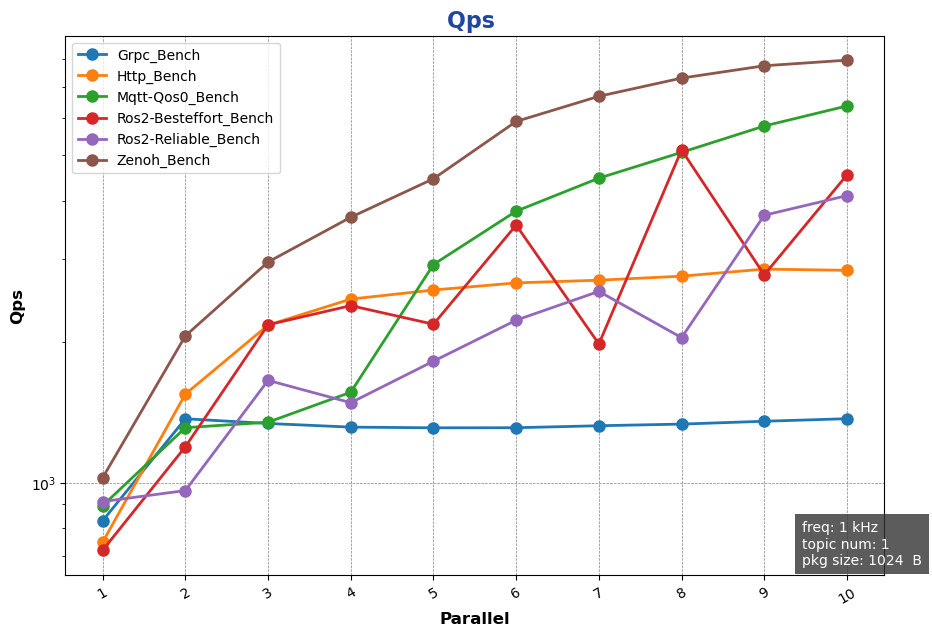 Qps
Grpc_Bench
Http_Bench
Mqtt-Qos0_Bench
Ros2-Besteffort_Bench
Ros2-Reliable_Bench
Zenoh_Bench
Qps
10³
freq: 1 kHz
topic num: 1
pkg size: 1024  B
1 2 3 4 5 6 7 8 9 10
Parallel